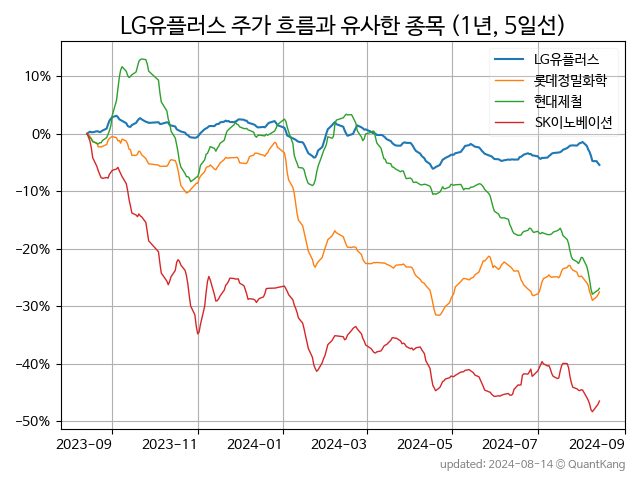 LG유플러스 주가 흐름과 유사한 종목 (1년, 5일선)
LG유플러스
롯데정밀화학
현대제철
SK이노베이션
10%
0%
−10%
−20%
−30%
−40%
−50%
2023-09
2023-11
2024-01
2024-03
2024-05
2024-07
2024-09
updated: 2024-08-14 © QuantKang